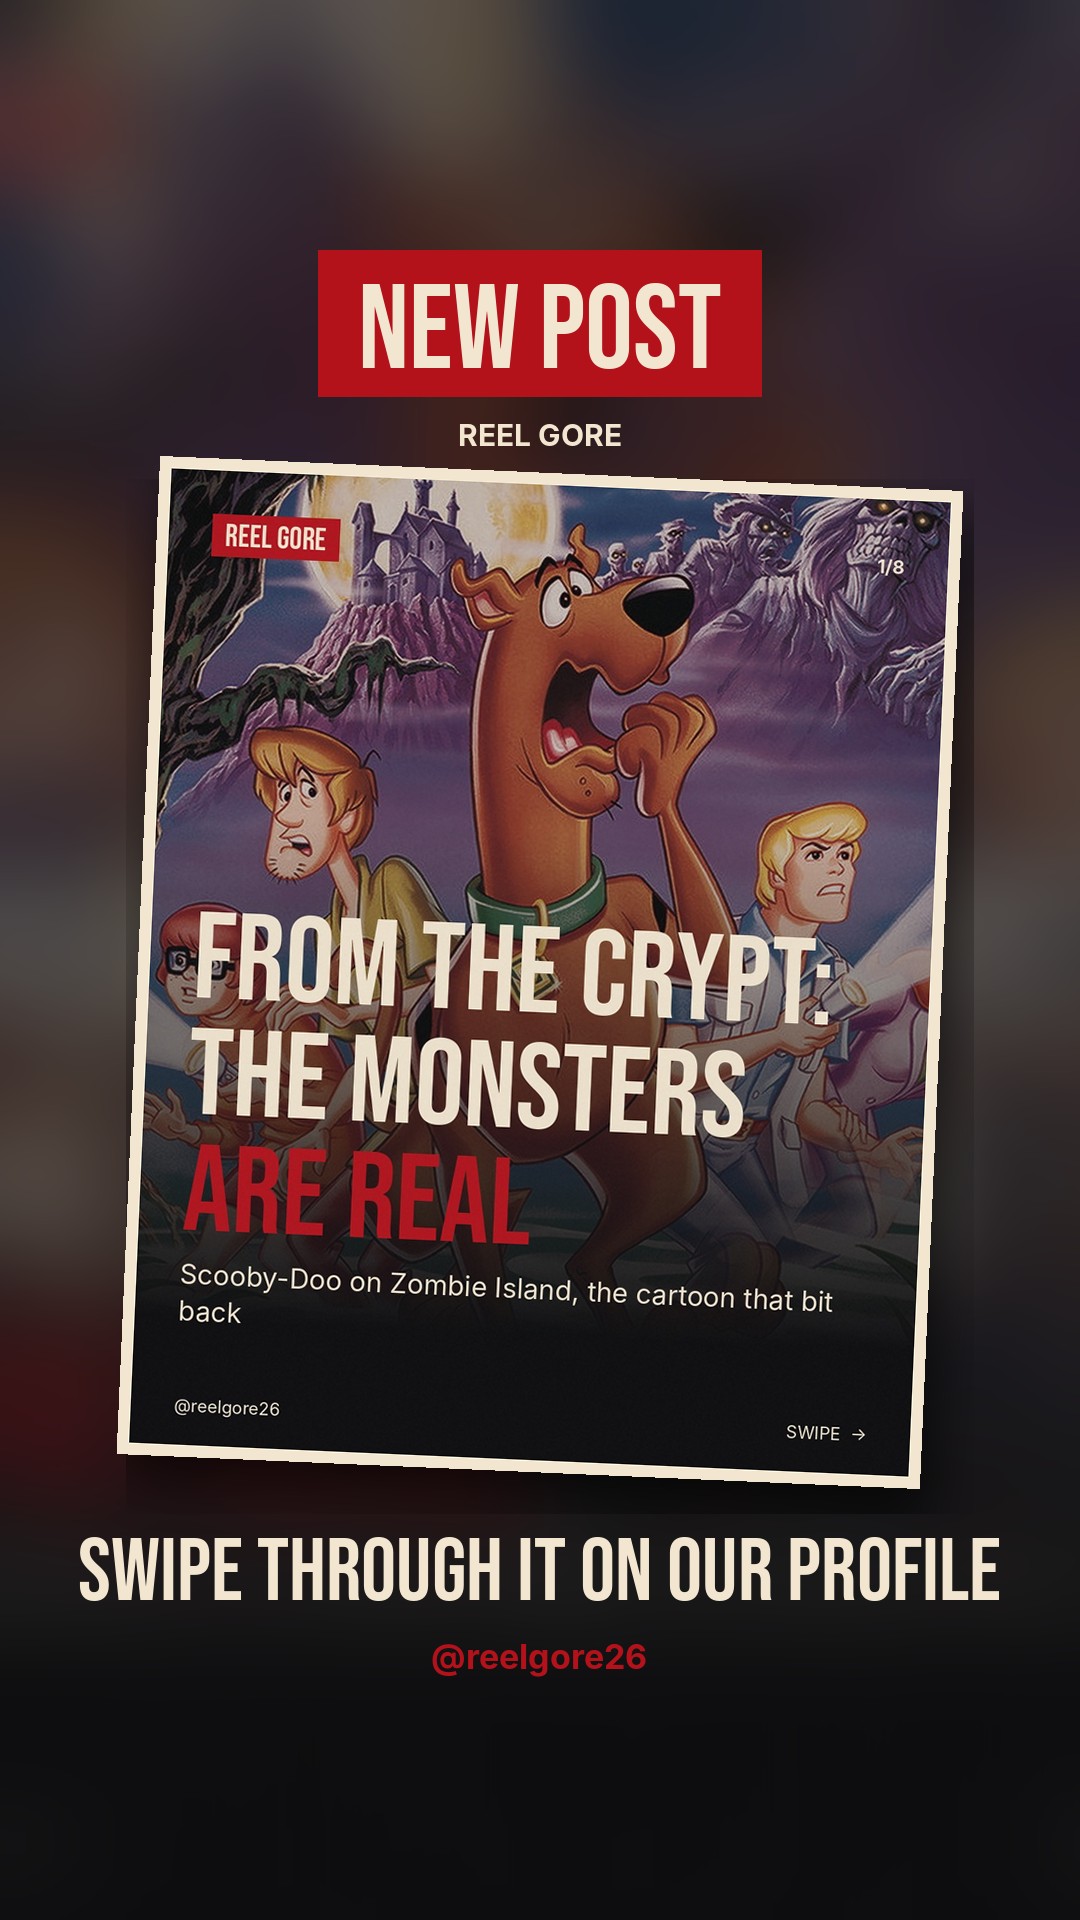 NEW POST
REEL GORE
REEL GORE
1/8
FROM THE CRYPT:
THE MONSTERS
ARE REAL
Scooby-Doo on Zombie Island, the cartoon that bit
back
@reelgore26
SWIPE →
SWIPE THROUGH IT ON OUR PROFILE
@reelgore26